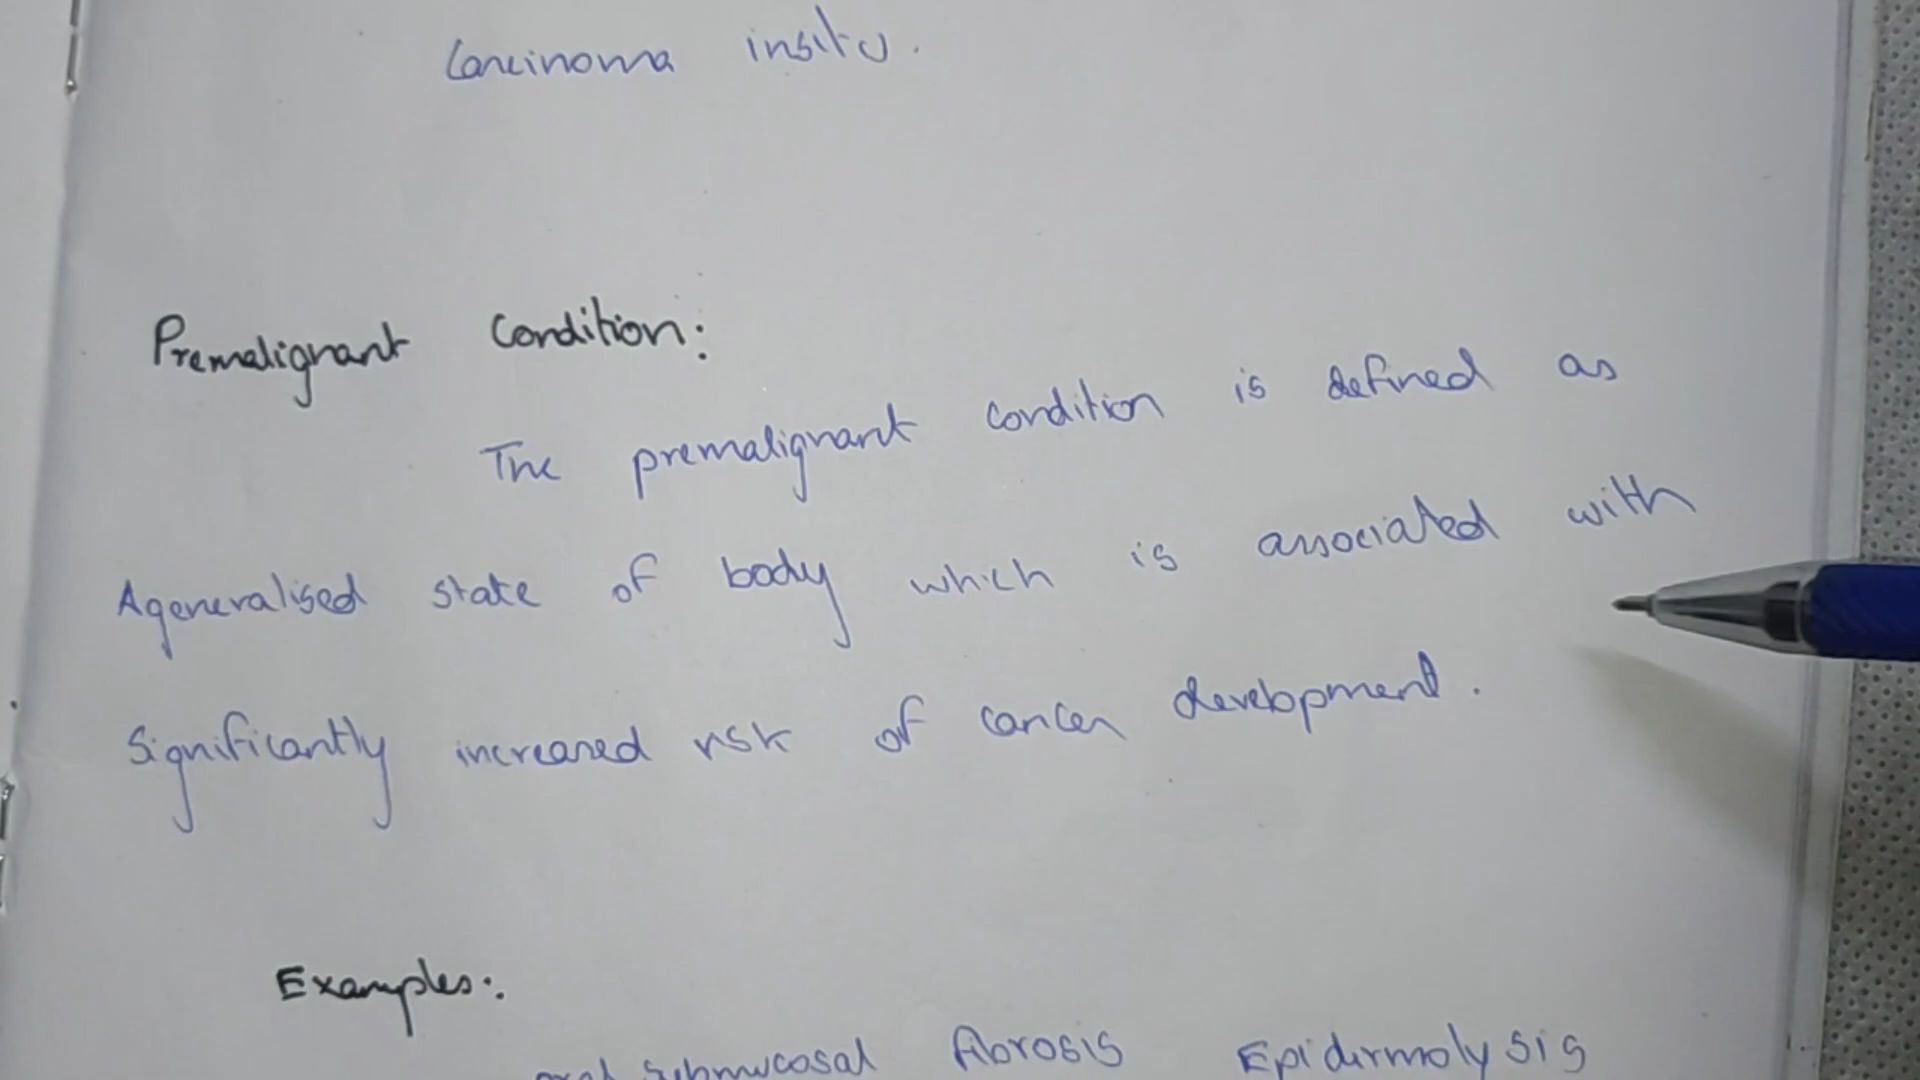 Carcinoma insitu.
Premalignant Condition:
The premalignant condition is defined as
A generalised state of body which is associated with
Significantly increased risk of cancer development.
Examples:.
oral submucosal fibrosis Epidermolysis